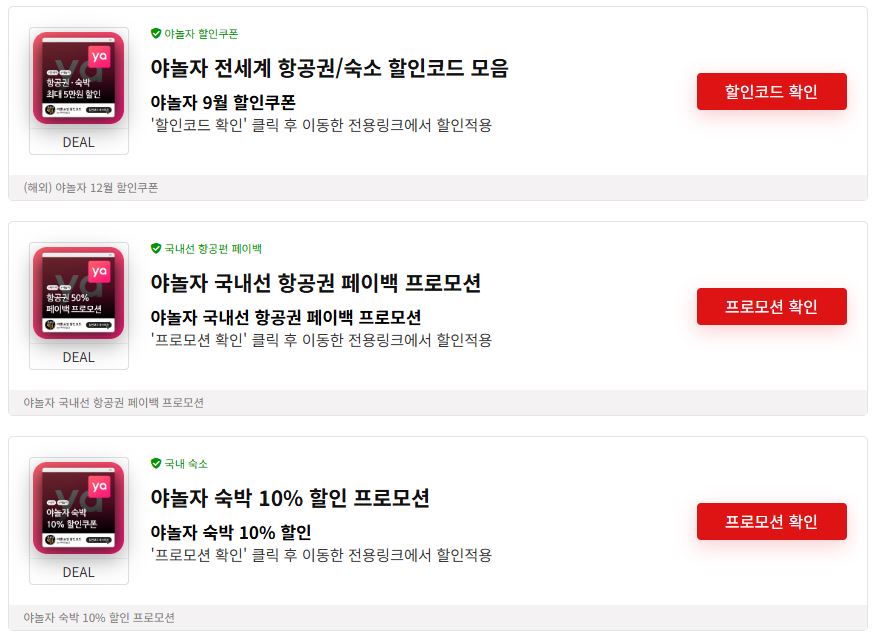 야놀자 할인쿠폰
야놀자 전세계 항공권/숙소 할인코드 모음
야놀자 9월 할인쿠폰
'할인코드 확인' 클릭 후 이동한 전용링크에서 할인적용
할인코드 확인
ya
항공권 · 숙박
최대 5만원 할인
DEAL
(해외) 야놀자 12월 할인쿠폰
국내선 항공편 페이백
야놀자 국내선 항공권 페이백 프로모션
야놀자 국내선 항공권 페이백 프로모션
'프로모션 확인' 클릭 후 이동한 전용링크에서 할인적용
프로모션 확인
ya
항공권 50%
페이백 프로모션
DEAL
야놀자 국내선 항공권 페이백 프로모션
국내 숙소
야놀자 숙박 10% 할인 프로모션
야놀자 숙박 10% 할인
'프로모션 확인' 클릭 후 이동한 전용링크에서 할인적용
프로모션 확인
ya
야놀자 숙박
10% 할인쿠폰
DEAL
야놀자 숙박 10% 할인 프로모션